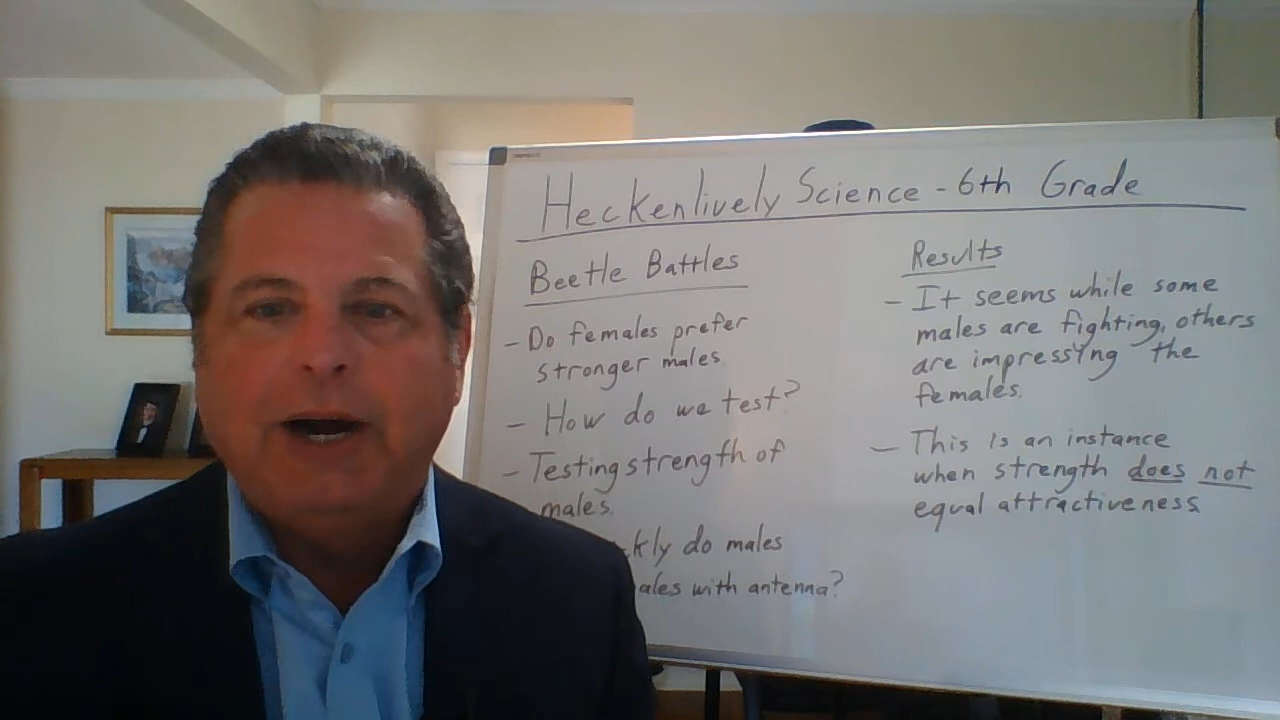 Heckenlively Science - 6th Grade
Beetle Battles
- Do females prefer
stronger males.
- How do we test?
- Testing strength of
males.
do males
with antenna?
Results
- It seems while some
males are fighting, others
are impressing the
females.
- This is an instance
when strength does not
equal attractiveness